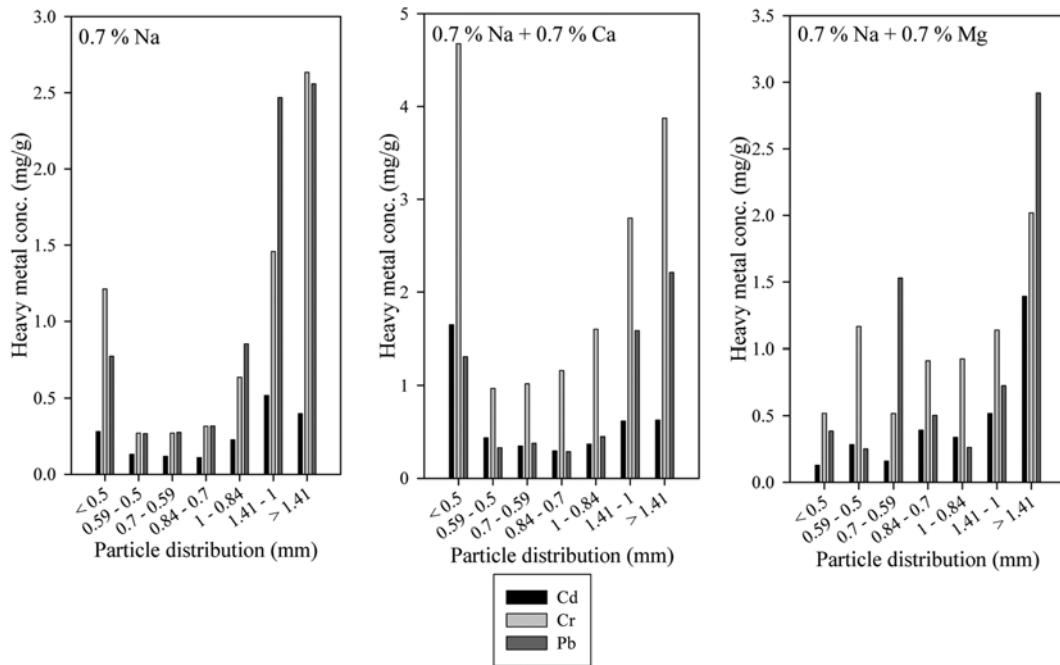 0.7 % Na
Heavy metal conc. (mg/g)
3.0
2.5
2.0
1.5
1.0
0.5
0.0
< 0.5
0.59 - 0.5
0.7 - 0.59
0.84 - 0.7
1 - 0.84
1.41 - 1
> 1.41
Particle distribution (mm)
0.7 % Na + 0.7 % Ca
Heavy metal conc. (mg/g)
5
4
3
2
1
0
< 0.5
0.59 - 0.5
0.7 - 0.59
0.84 - 0.7
1 - 0.84
1.41 - 1
> 1.41
Particle distribution (mm)
0.7 % Na + 0.7 % Mg
Heavy metal conc. (mg/g)
3.5
3.0
2.5
2.0
1.5
1.0
0.5
0.0
< 0.5
0.59 - 0.5
0.7 - 0.59
0.84 - 0.7
1 - 0.84
1.41 - 1
> 1.41
Particle distribution (mm)
Cd
Cr
Pb